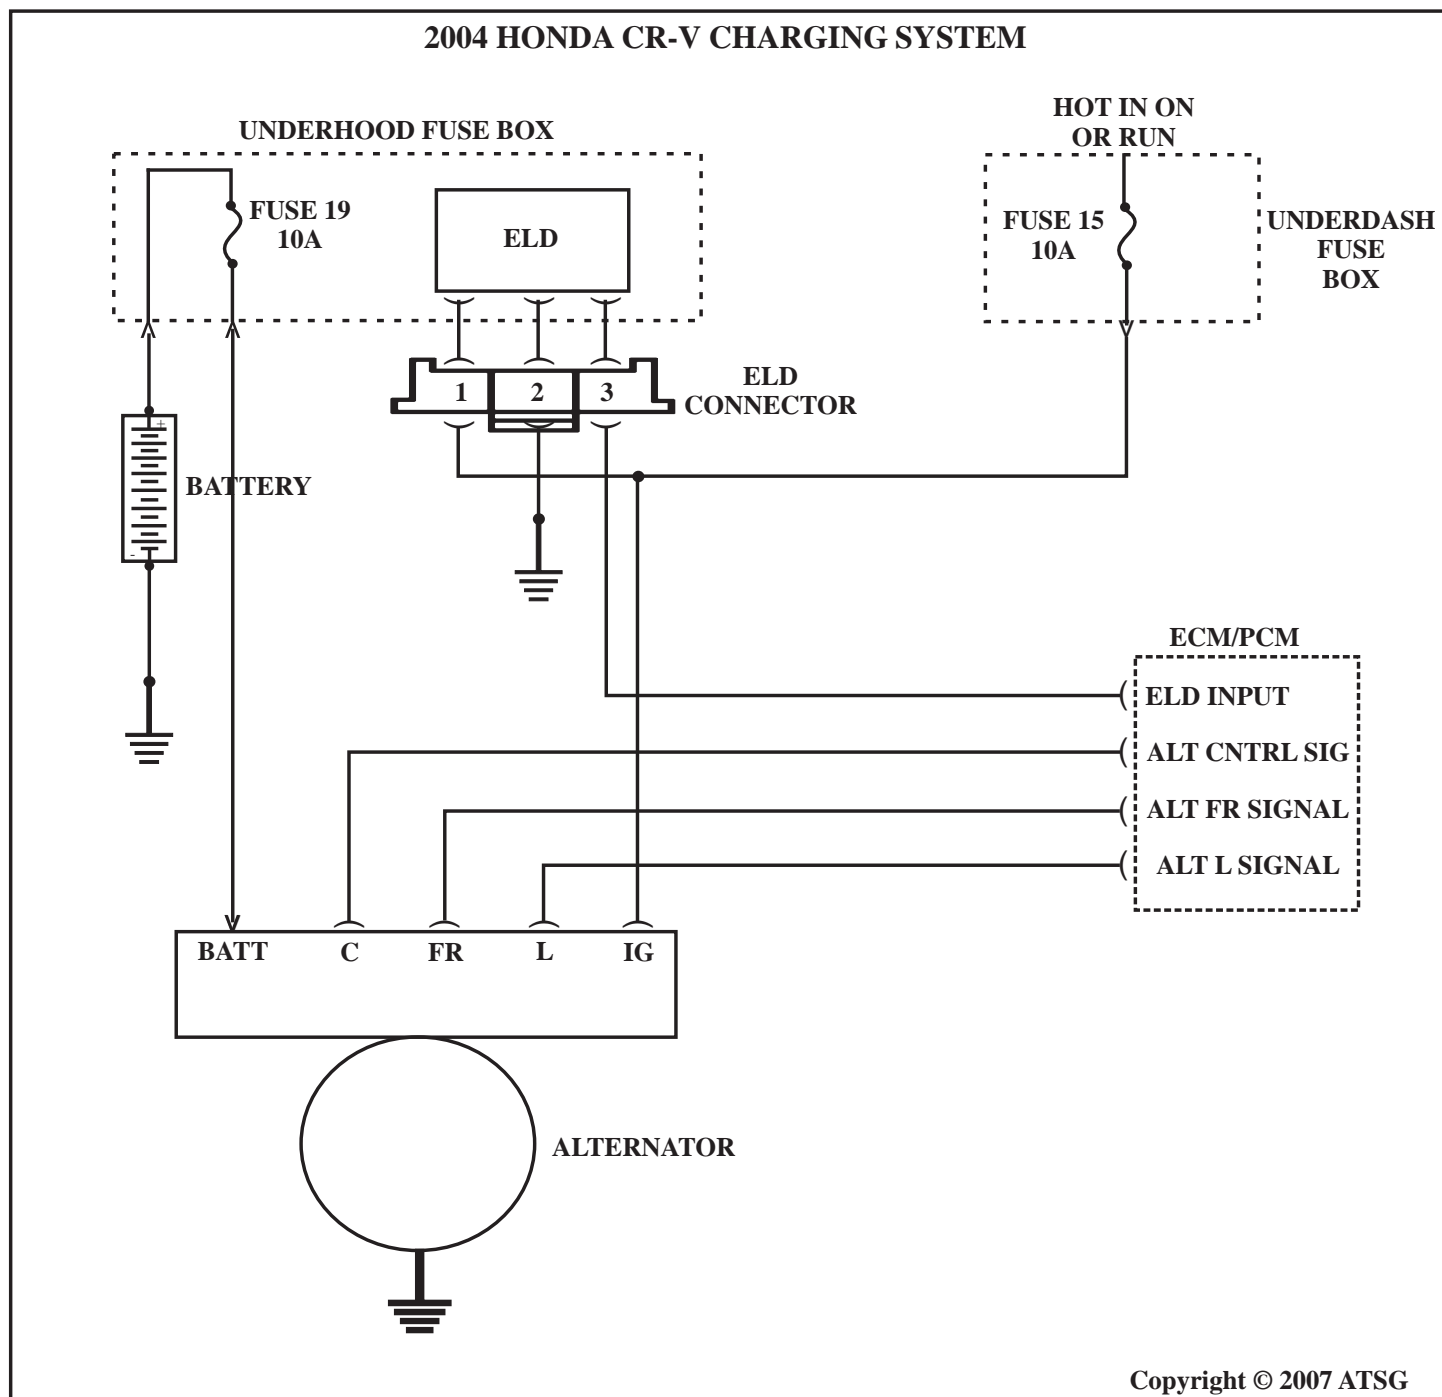 2004 HONDA CR-V CHARGING SYSTEM
UNDERHOOD FUSE BOX
HOT IN ON
OR RUN
FUSE 19
10A
ELD
FUSE 15
10A
UNDERDASH
FUSE
BOX
1
2
3
ELD
CONNECTOR
+
BATTERY
-
ECM/PCM
ELD INPUT
ALT CNTRL SIG
ALT FR SIGNAL
ALT L SIGNAL
BATT
C
FR
L
IG
ALTERNATOR
Copyright © 2007 ATSG